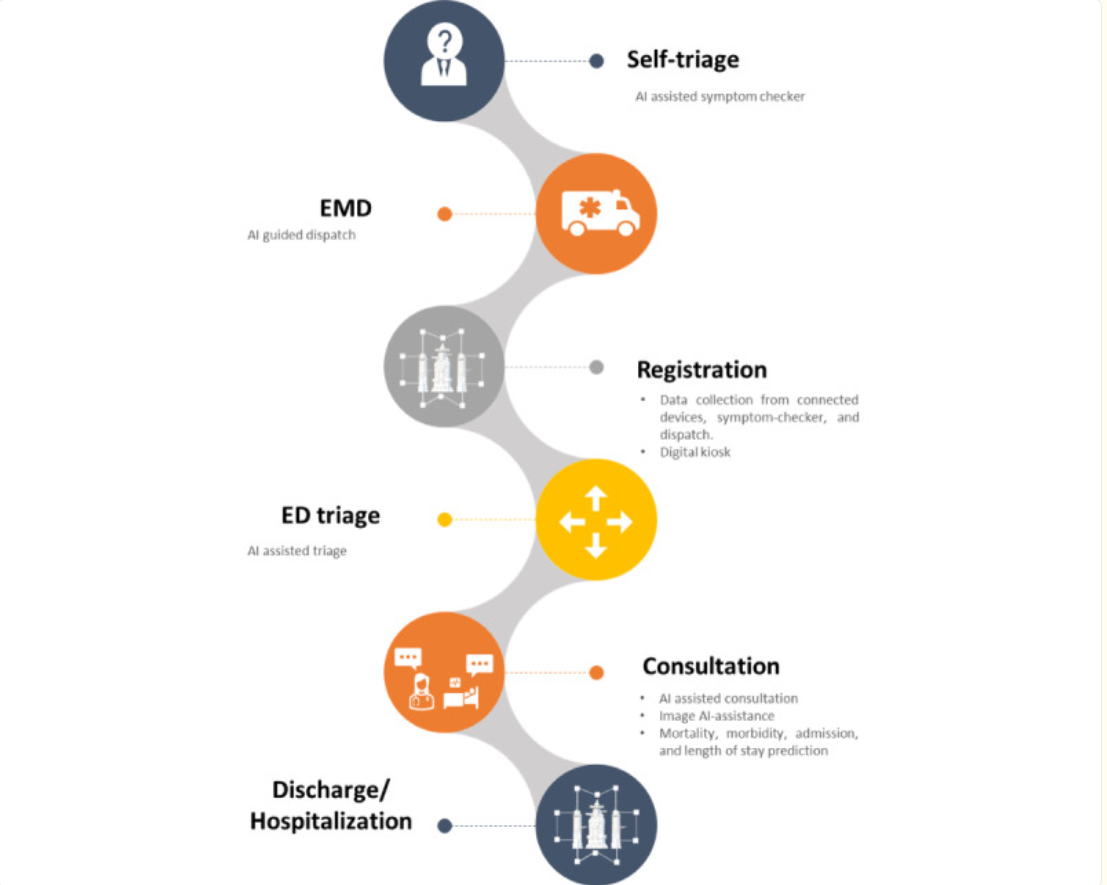 Self-triage
AI assisted symptom checker
EMD
AI guided dispatch
Registration
• Data collection from connected
devices, symptom-checker, and
dispatch.
• Digital kiosk
ED triage
AI assisted triage
Consultation
• AI assisted consultation
• Image AI-assistance
• Mortality, morbidity, admission,
and length of stay prediction
Discharge/
Hospitalization